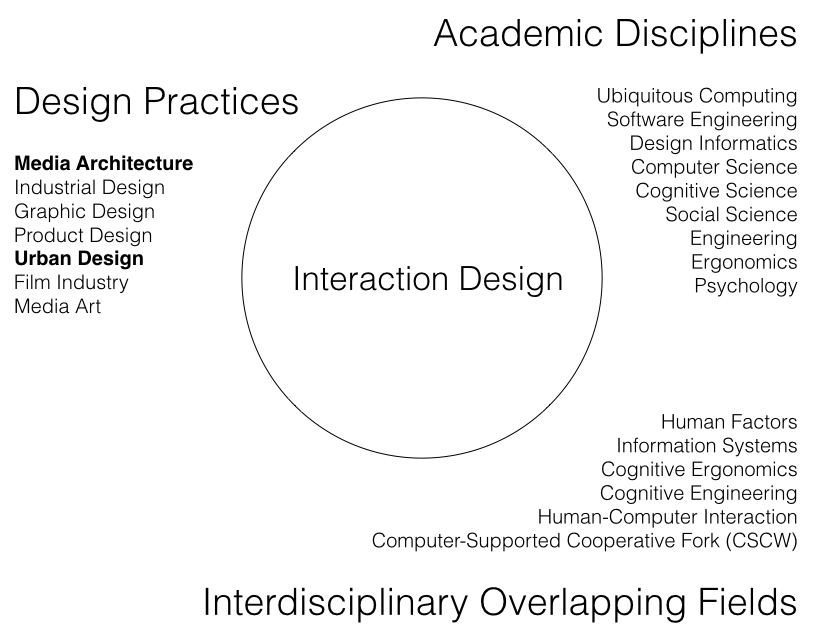 Academic Disciplines
Ubiquitous Computing
Software Engineering
Design Informatics
Computer Science
Cognitive Science
Social Science
Engineering
Ergonomics
Psychology
Design Practices
Media Architecture
Industrial Design
Graphic Design
Product Design
Urban Design
Film Industry
Media Art
Interaction Design
Human Factors
Information Systems
Cognitive Ergonomics
Cognitive Engineering
Human-Computer Interaction
Computer-Supported Cooperative Fork (CSCW)
Interdisciplinary Overlapping Fields